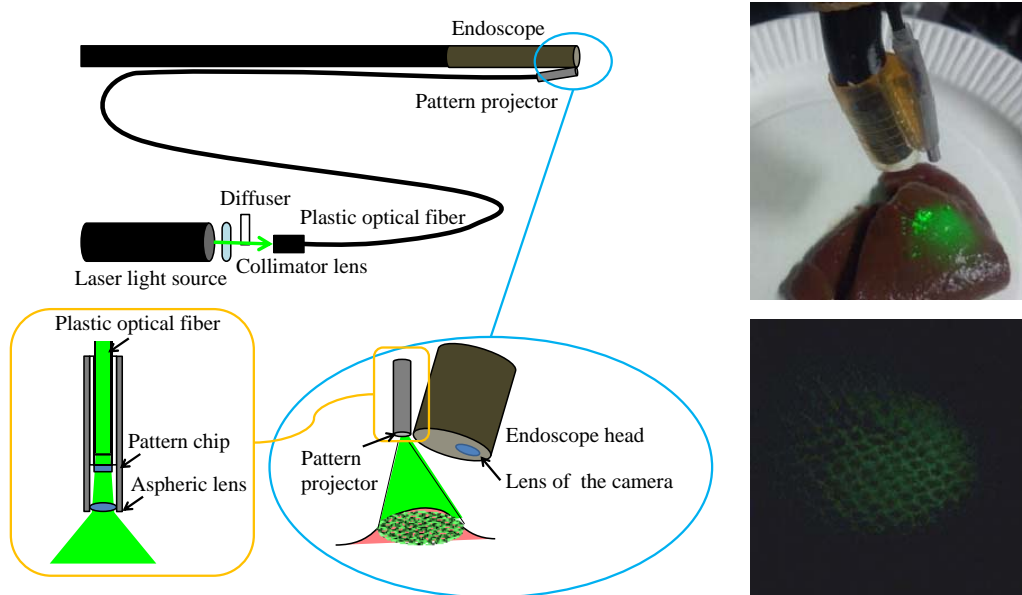 Endoscope
Pattern projector
Diffuser
Plastic optical fiber
Laser light source
Collimator lens
Plastic optical fiber
Pattern chip
Aspheric lens
Pattern
projector
Endoscope head
Lens of the camera